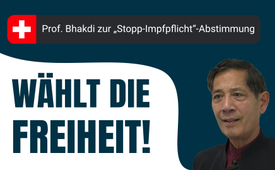 Prof. Bhakdi zur „Stopp-Impfpflicht“-Abstimmung
WÄHLT DIE
FREIHEIT!